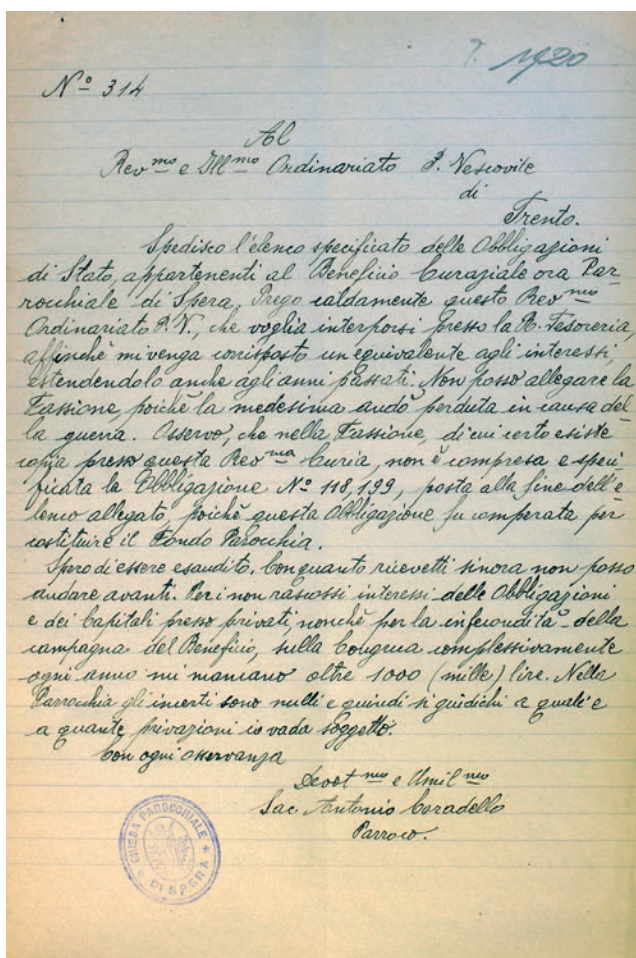 7. 1920
Nº 314
Al
Rev.mo e Ill.mo Ordinariato P. Vescovile
di
Trento.
Spedisco l'elenco specificato delle Obbligazioni
di Stato, appartenenti al Beneficio Curaziale ora Par-
rocchiale di Spera. Prego caldamente questo Rev.mo
Ordinariato P. V., che voglia interporsi presso la R. Tesoreria,
affinchè mi venga corrisposto un equivalente agli interessi,
estendendolo anche agli anni passati. Non posso allegare la
Fassione, poichè la medesima andò perduta in causa del-
la guerra. Osservo, che nella Fassione, di cui certo esiste
copia presso questa Rev.ma Curia, non è compresa e speci-
ficata la Obbligazione Nº 118,199, posta alla fine dell'e-
lenco allegato, poichè questa Obbligazione fu comperata per
costituire il Fondo Parocchia.
Spero di essere esaudito. Con quanto ricevetti sinora non posso
andare avanti. Per i non riscossi interessi delle Obbligazioni
e dei Capitali presso privati, nonchè per la infecondità della
campagna del Beneficio, sulla Congrua complessivamente
ogni anno mi mancano oltre 1000 (mille) lire. Nella
Parrochia gli incerti sono nulli e quindi si guidichi a quali e
a quante privazioni io vada soggetto.
Con ogni osservanza
Devot.mo e Umil.mo
Sac. Antonio Coradello
Parroco.
CHIESA PAROCCHIALE
DI SPERA